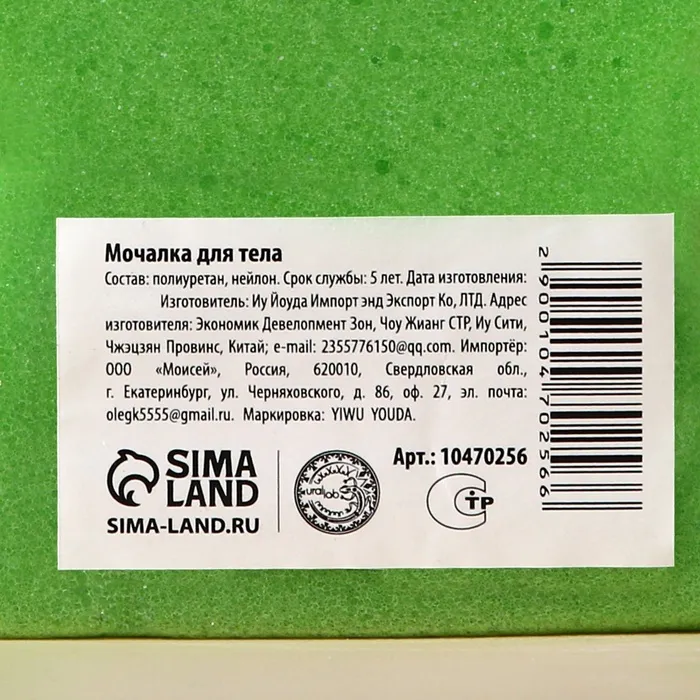 Мочалка для тела
Состав: полиуретан, нейлон. Срок службы: 5 лет. Дата изготовления:
Изготовитель: Иу Йоуда Импорт энд Экспорт Ко, ЛТД. Адрес
изготовителя: Экономик Девелопмент Зон, Чоу Жианг СТР, Иу Сити,
Чжэцзян Провинс, Китай; e-mail: 2355776150@qq.com. Импортёр:
ООО «Моисей», Россия, 620010, Свердловская обл.,
г. Екатеринбург, ул. Черняховского, д. 86, оф. 27, эл. почта:
olegk5555@gmail.ru. Маркировка: YIWU YOUDA.
SIMA
LAND
SIMA-LAND.RU
ural lab
Арт.: 10470256
СТР
2900104702566